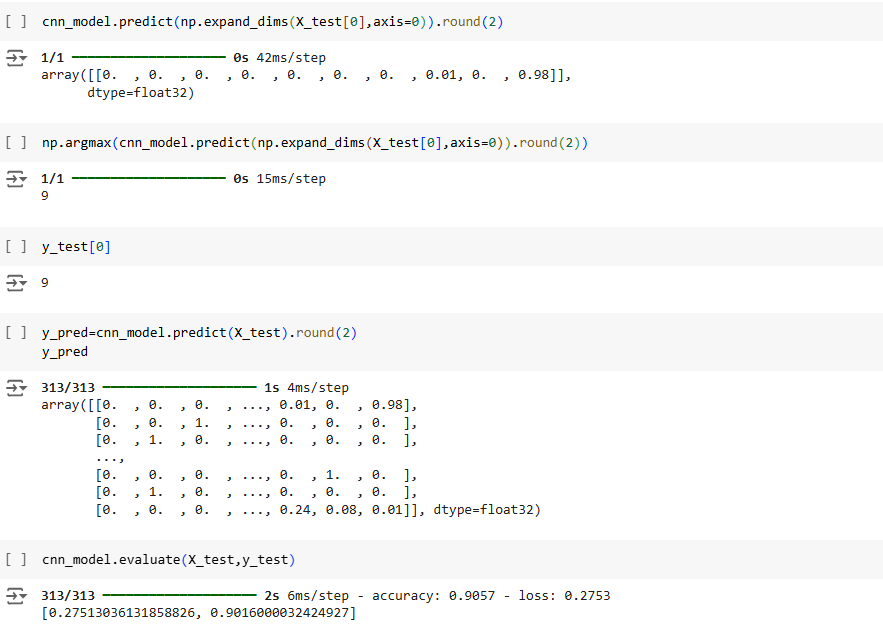 [ ] cnn_model.predict(np.expand_dims(X_test[0],axis=0)).round(2)
1/1 ━━━━━━━━━━━━━━━━━━━━ 0s 42ms/step
array([[0.  , 0.  , 0.  , 0.  , 0.  , 0.  , 0.  , 0.01, 0.  , 0.98]],
      dtype=float32)
[ ] np.argmax(cnn_model.predict(np.expand_dims(X_test[0],axis=0)).round(2))
1/1 ━━━━━━━━━━━━━━━━━━━━ 0s 15ms/step
9
[ ] y_test[0]
9
[ ] y_pred=cnn_model.predict(X_test).round(2)
y_pred
313/313 ━━━━━━━━━━━━━━━━━━━━ 1s 4ms/step
array([[0.  , 0.  , 0.  , ..., 0.01, 0.  , 0.98],
       [0.  , 0.  , 1.  , ..., 0.  , 0.  , 0.  ],
       [0.  , 1.  , 0.  , ..., 0.  , 0.  , 0.  ],
       ...,
       [0.  , 0.  , 0.  , ..., 0.  , 1.  , 0.  ],
       [0.  , 1.  , 0.  , ..., 0.  , 0.  , 0.  ],
       [0.  , 0.  , 0.  , ..., 0.24, 0.08, 0.01]], dtype=float32)
[ ] cnn_model.evaluate(X_test,y_test)
313/313 ━━━━━━━━━━━━━━━━━━━━ 2s 6ms/step - accuracy: 0.9057 - loss: 0.2753
[0.27513036131858826, 0.9016000032424927]